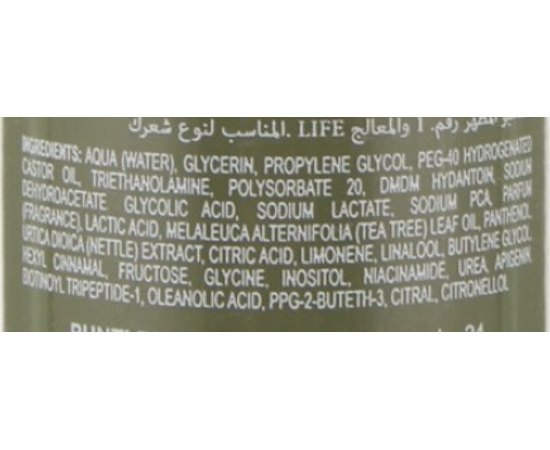 رقم. 1 والمعالج LIFE. المناسب لنوع شعرك
INGREDIENTS: AQUA (WATER), GLYCERIN, PROPYLENE GLYCOL, PEG-40 HYDROGENATED
CASTOR OIL, TRIETHANOLAMINE, POLYSORBATE 20, DMDM HYDANTOIN, SODIUM
DEHYDROACETATE GLYCOLIC ACID, SODIUM LACTATE, SODIUM PCA, PARFUM
(FRAGRANCE), LACTIC ACID, MELALEUCA ALTERNIFOLIA (TEA TREE) LEAF OIL, PANTHENOL,
URTICA DIOICA (NETTLE) EXTRACT, CITRIC ACID, LIMONENE, LINALOOL, BUTYLENE GLYCOL,
HEXYL CINNAMAL, FRUCTOSE, GLYCINE, INOSITOL, NIACINAMIDE, UREA, APIGENIN,
BIOTINOYL TRIPEPTIDE-1, OLEANOLIC ACID, PPG-2-BUTETH-3, CITRAL, CITRONELLOL